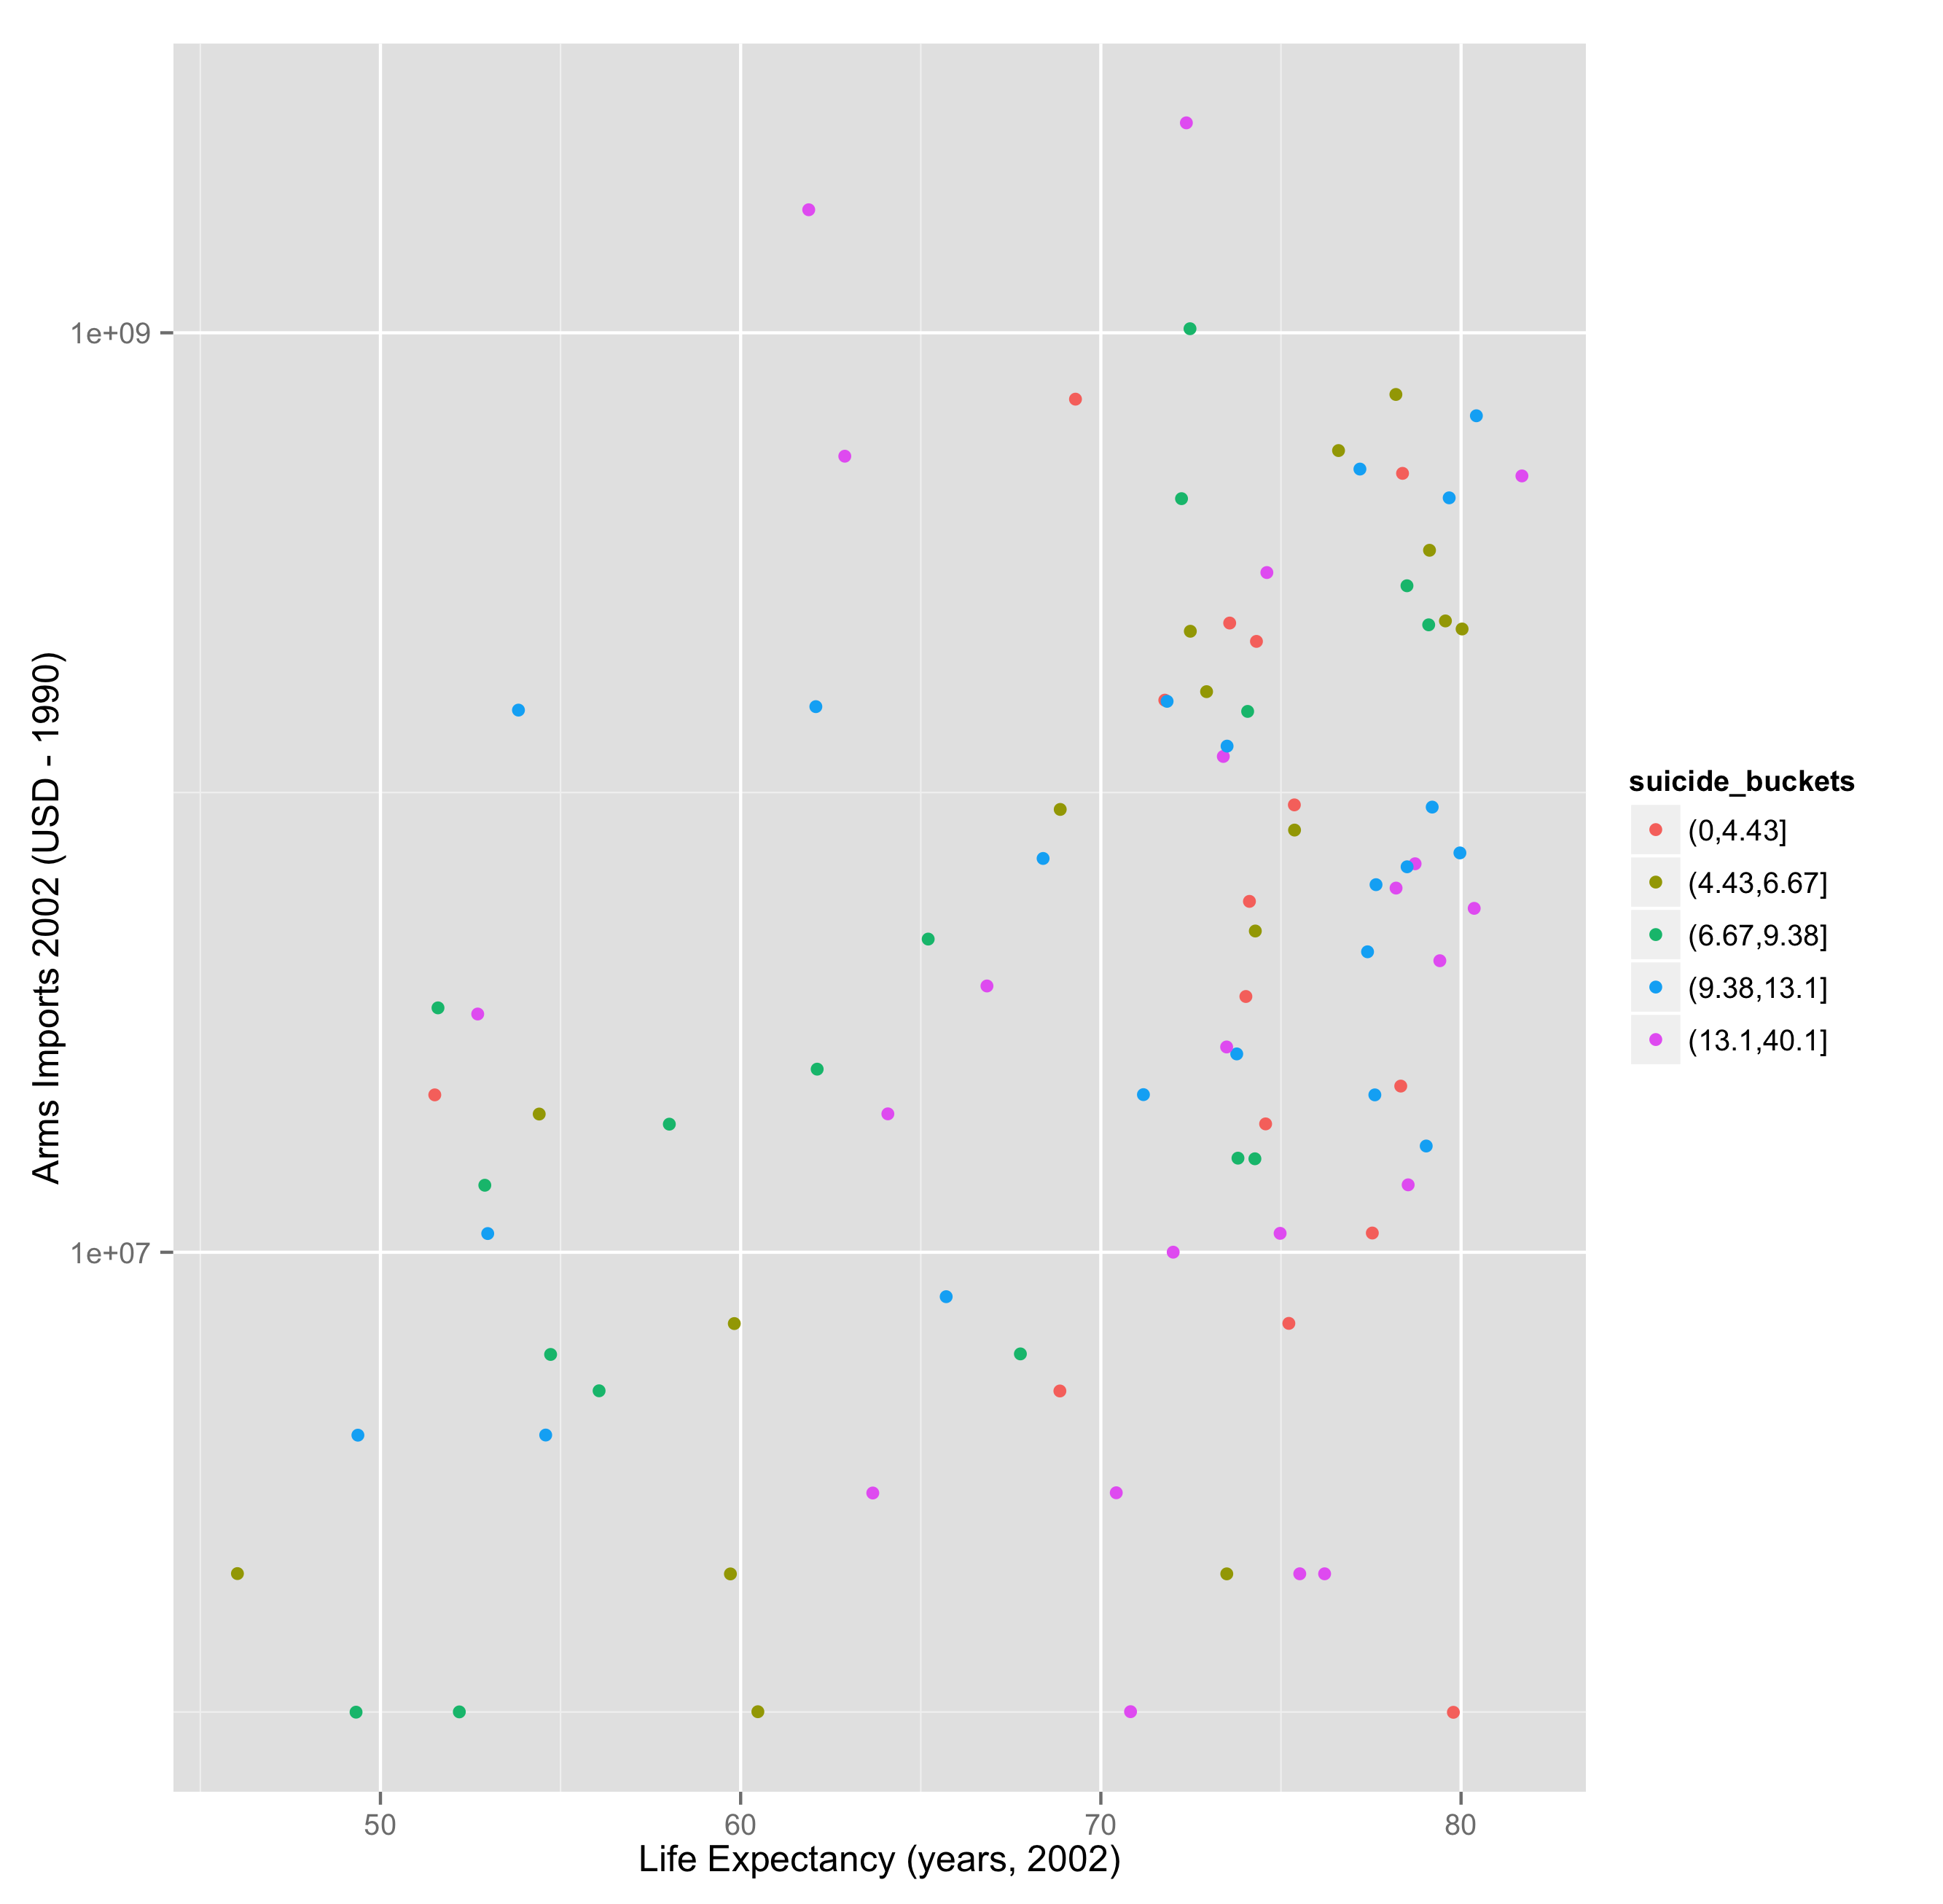 Arms Imports 2002 (USD - 1990)
1e+09
1e+07
50 60 70 80
Life Expectancy (years, 2002)
suicide_buckets
(0,4.43]
(4.43,6.67]
(6.67,9.38]
(9.38,13.1]
(13.1,40.1]